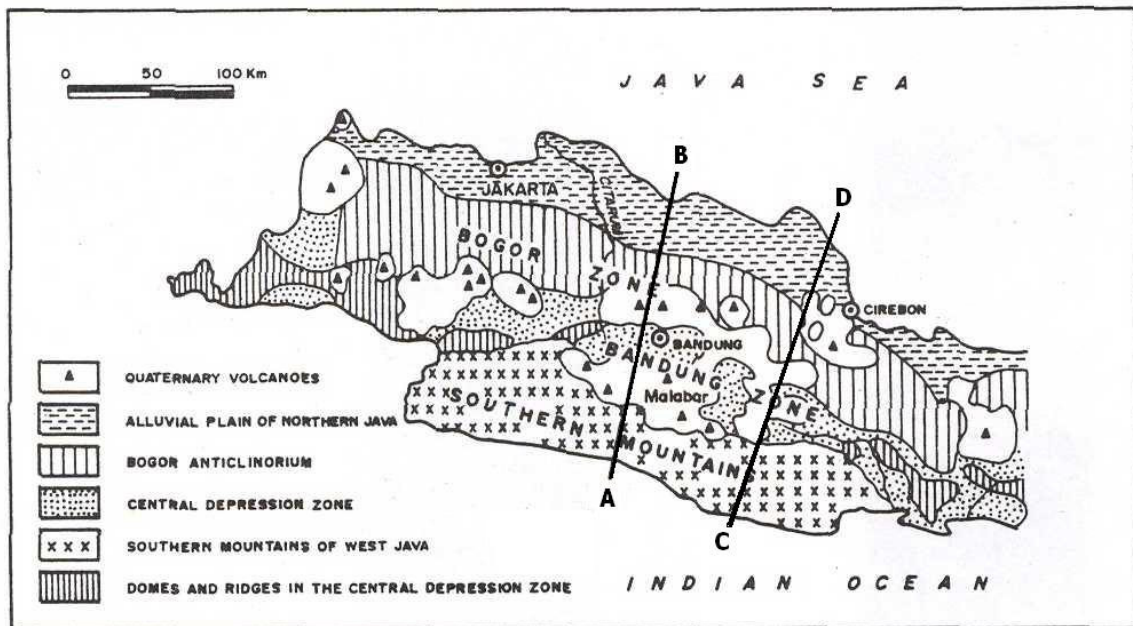 0 50 100 Km
J A V A S E A
B
D
JAKARTA
CITARUM
BOGOR
ZONE
CIREBON
BANDUNG
BANDUNG
Malabar
ZONE
SOUTHERN
MOUNTAINS
A
C
I N D I A N O C E A N
QUATERNARY VOLCANOES
ALLUVIAL PLAIN OF NORTHERN JAVA
BOGOR ANTICLINORIUM
CENTRAL DEPRESSION ZONE
SOUTHERN MOUNTAINS OF WEST JAVA
DOMES AND RIDGES IN THE CENTRAL DEPRESSION ZONE